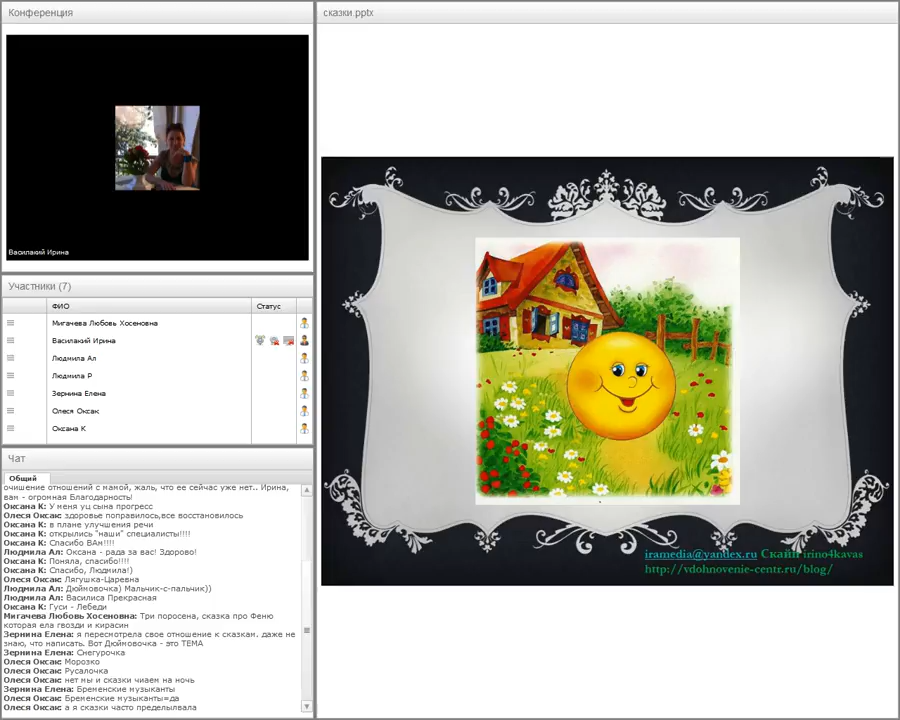 Конференция
Василакий Ирина
Участники (7)
ФИО
Статус
Мигачева Любовь Хосеновна
Василакий Ирина
Людмила Ал
Людмила Р
Зернина Елена
Олеся Оксак
Оксана К
Чат
Общий
очишение отношений с мамой, жаль, что ее сейчас уже нет.. Ирина,
вам - огромная Благодарность!
Оксана К: У меня уц сына прогресс
Олеся Оксак: здоровье поправилось,все восстановилось
Оксана К: в плане улучшения речи
Оксана К: открылись "наши" специалисты!!!!
Оксана К: Спасибо ВАм!!!!
Людмила Ал: Оксана - рада за вас! Здорово!
Оксана К: Поняла, спасибо!!!!
Оксана К: Спасибо, Людмила!)
Олеся Оксак: Лягушка-Царевна
Людмила Ал: Дюймовочка) Мальчик-с-пальчик))
Людмила Ал: Василиса Прекрасная
Оксана К: Гуси - Лебеди
Мигачева Любовь Хосеновна: Три поросена, сказка про Феню
которая ела гвозди и кирасин
Зернина Елена: я пересмотрела свое отношение к сказкам. даже не
знаю, что написать. Вот Дюймовочка - это ТЕМА
Зернина Елена: Снегурочка
Олеся Оксак: Морозко
Олеся Оксак: Русалочка
Олеся Оксак: нет мы и сказки чиаем на ночь
Зернина Елена: Бременские музыканты
Олеся Оксак: Бременские музыканты=да
Олеся Оксак: а я сказки часто пределылвала
сказки.pptx
iramedia@yandex.ru Скайп irino4kavas
http://vdohnovenie-centr.ru/blog/